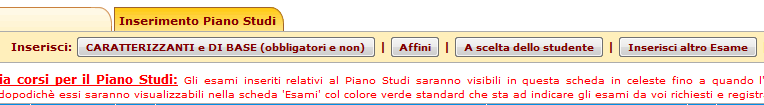 Inserimento Piano Studi
Inserisci: CARATTERIZZANTI e DI BASE (obbligatori e non) | Affini | A scelta dello studente | Inserisci altro Esame
ia corsi per il Piano Studi: Gli esami inseriti relativi al Piano Studi saranno visibili in questa scheda in celeste fino a quando l'
dopodichè essi saranno visualizzabili nella scheda 'Esami' col colore verde standard che sta ad indicare gli esami da voi richiesti e registra